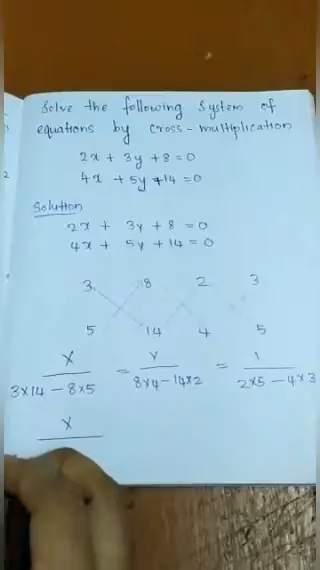 Solve the following System of
equations by cross-multiplication
2x + 3y + 8 = 0
4x + 5y + 14 = 0
Solution
2x + 3y + 8 = 0
4x + 5y + 14 = 0
3 8 2 3
5 14 4 5
x / 3×14 – 8×5 = y / 8×4 – 14×2 = 1 / 2×5 – 4×3
x